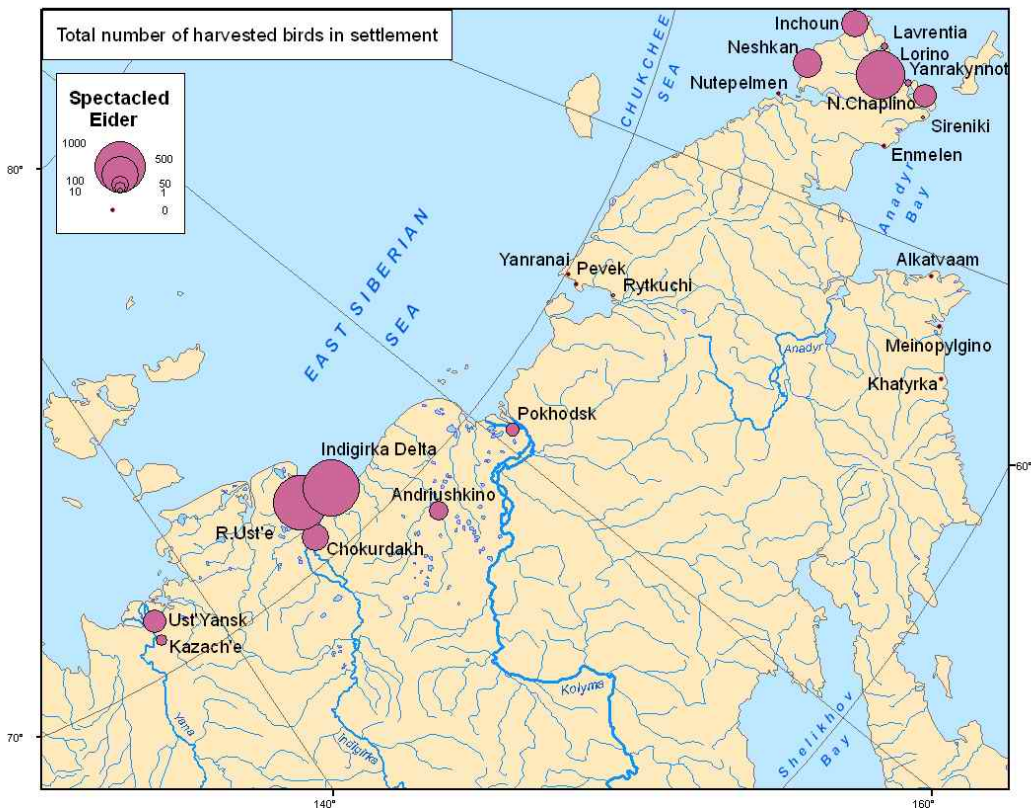 Total number of harvested birds in settlement
Spectacled
Eider
1000
500
100
50
10
1
0
Inchoun
Lavrentia
Neshkan
Lorino
Yanrakynnot
Nutepelmen
N.Chaplino
Sireniki
Enmelen
CHUKCHEE
SEA
Anadyr
Bay
80°
Alkatvaam
Yanranai
Pevek
Rytkuchi
EAST SIBERIAN
SEA
Meinopylgino
Anadyr
Khatyrka
Pokhodsk
Indigirka Delta
60°
Andriushkino
R.Ust'e
Chokurdakh
Ust'Yansk
Kazach'e
Kolyma
Shelikhov
Bay
Yana
Indigirka
70°
140°
160°